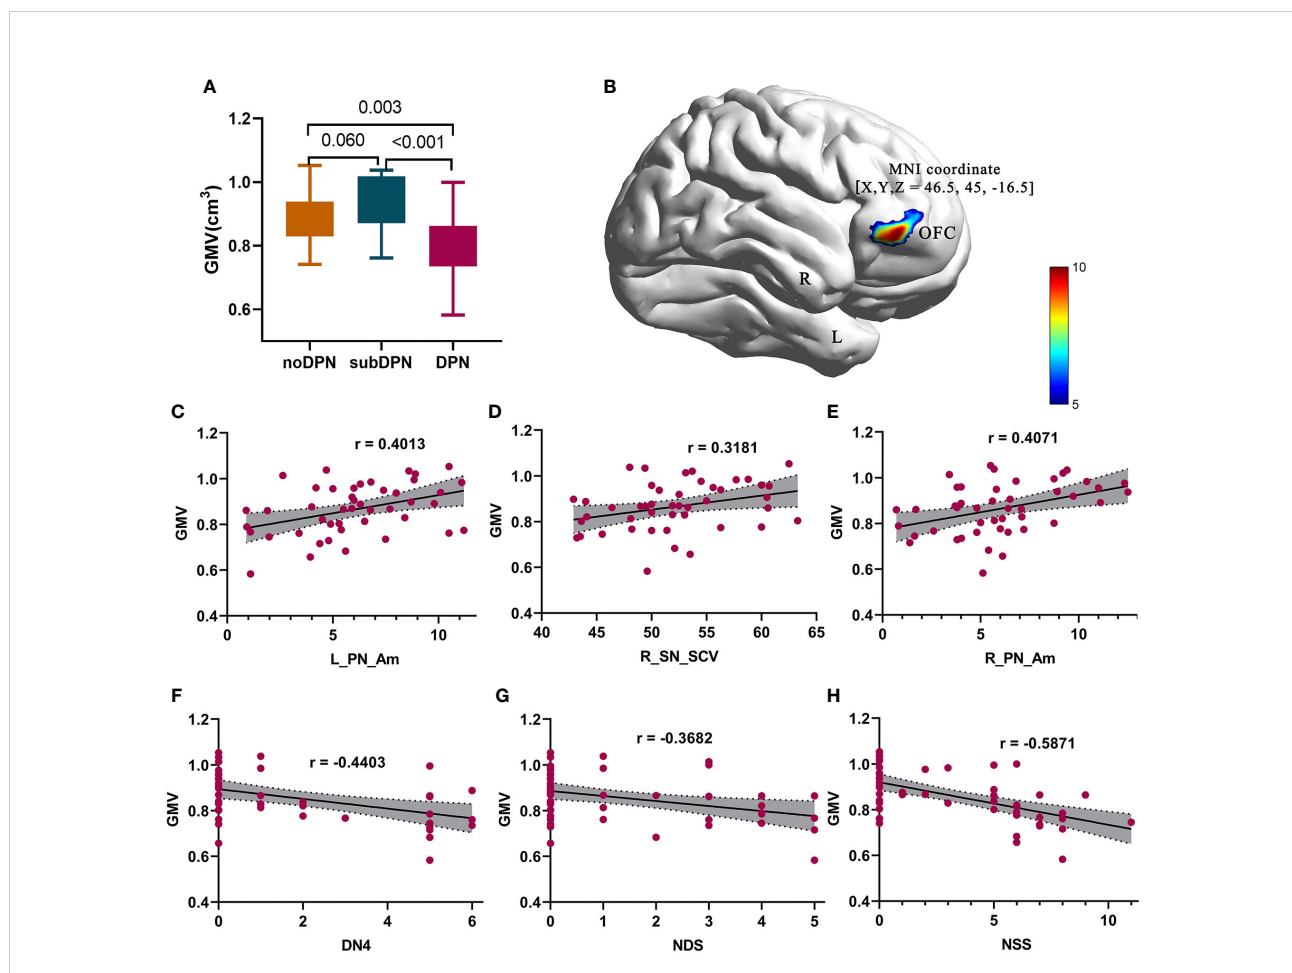 A
0.003
0.060
<0.001
1.2
1.0
0.8
0.6
GMV(cm³)
noDPN subDPN DPN
B
MNI coordinate
[X,Y,Z = 46.5, 45, -16.5]
OFC
R
L
10
5
C
r = 0.4013
1.2
1.0
0.8
0.6
0.4
GMV
0 5 10
L_PN_Am
D
r = 0.3181
1.2
1.0
0.8
0.6
0.4
GMV
40 45 50 55 60 65
R_SN_SCV
E
r = 0.4071
1.2
1.0
0.8
0.6
0.4
GMV
0 5 10
R_PN_Am
F
r = -0.4403
1.2
1.0
0.8
0.6
0.4
GMV
0 2 4 6
DN4
G
r = -0.3682
1.2
1.0
0.8
0.6
0.4
GMV
0 1 2 3 4 5
NDS
H
r = -0.5871
1.2
1.0
0.8
0.6
0.4
GMV
0 5 10
NSS